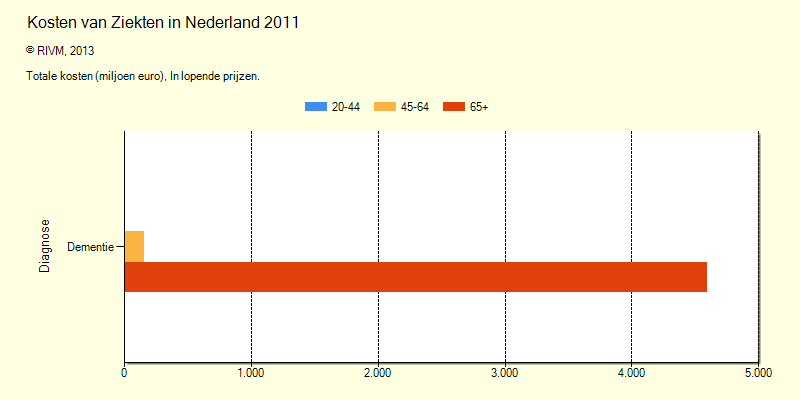 Kosten van Ziekten in Nederland 2011
© RIVM, 2013
Totale kosten (miljoen euro), In lopende prijzen.
20-44 45-64 65+
Diagnose
Dementie
0 1.000 2.000 3.000 4.000 5.000